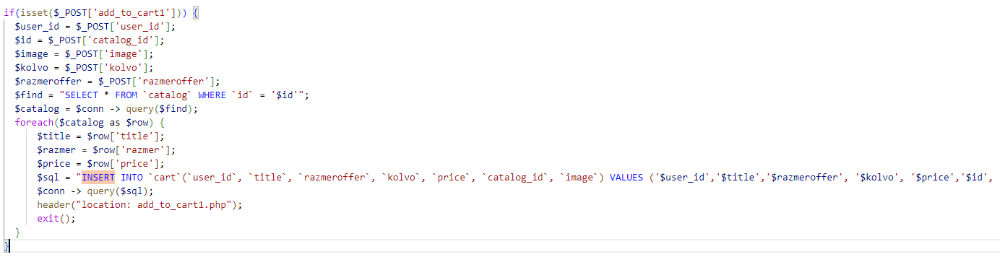 if(isset($_POST['add_to_cart1'])) {
$user_id = $_POST['user_id'];
$id = $_POST['catalog_id'];
$image = $_POST['image'];
$kolvo = $_POST['kolvo'];
$razmeroffer = $_POST['razmeroffer'];
$find = "SELECT * FROM `catalog` WHERE `id` = '$id'";
$catalog = $conn -> query($find);
foreach($catalog as $row) {
$title = $row['title'];
$razmer = $row['razmer'];
$price = $row['price'];
$sql = "INSERT INTO `cart`(`user_id`, `title`, `razmeroffer`, `kolvo`, `price`, `catalog_id`, `image`) VALUES ('$user_id','$title','$razmeroffer', '$kolvo', '$price','$id',
$conn -> query($sql);
header("location: add_to_cart1.php");
exit();
}
}